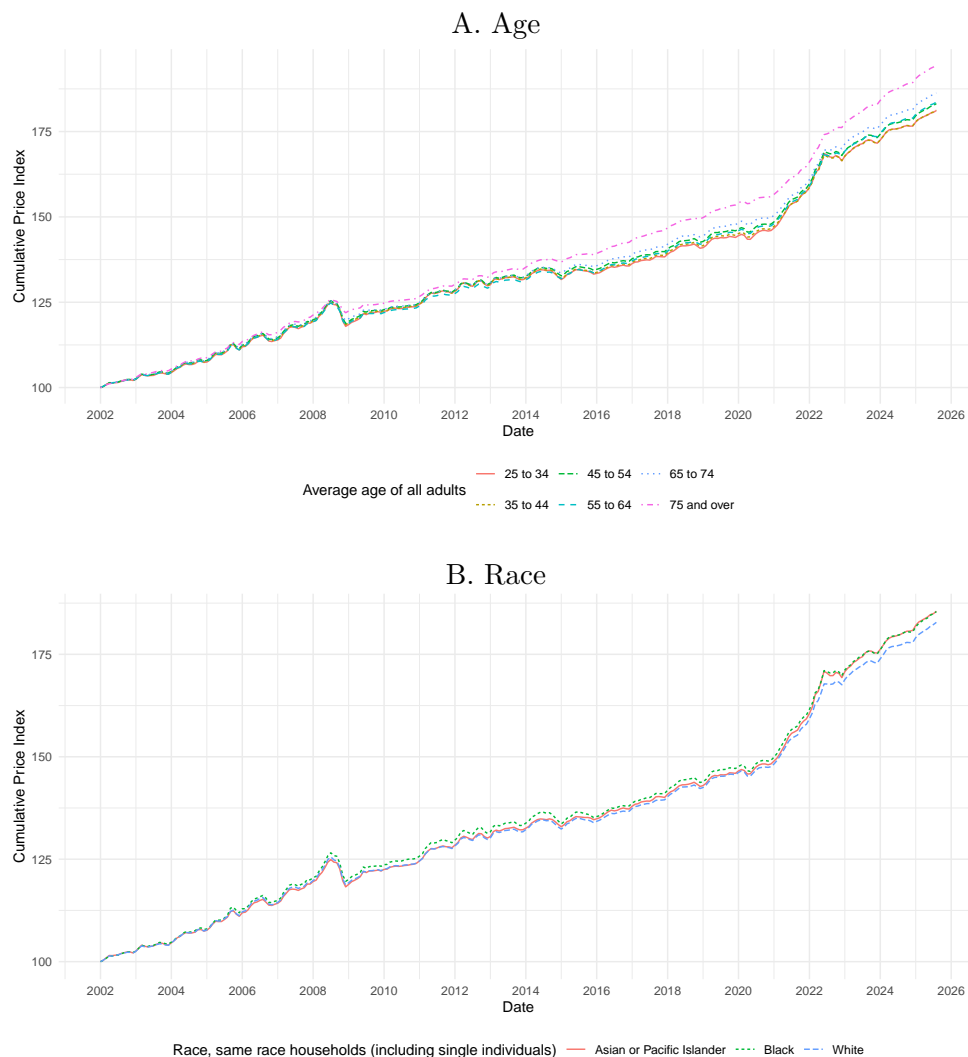 A. Age
Cumulative Price Index
175
150
125
100
2002 2004 2006 2008 2010 2012 2014 2016 2018 2020 2022 2024 2026
Date
Average age of all adults
25 to 34 45 to 54 65 to 74
35 to 44 55 to 64 75 and over
B. Race
Cumulative Price Index
175
150
125
100
2002 2004 2006 2008 2010 2012 2014 2016 2018 2020 2022 2024 2026
Date
Race, same race households (including single individuals) Asian or Pacific Islander Black White